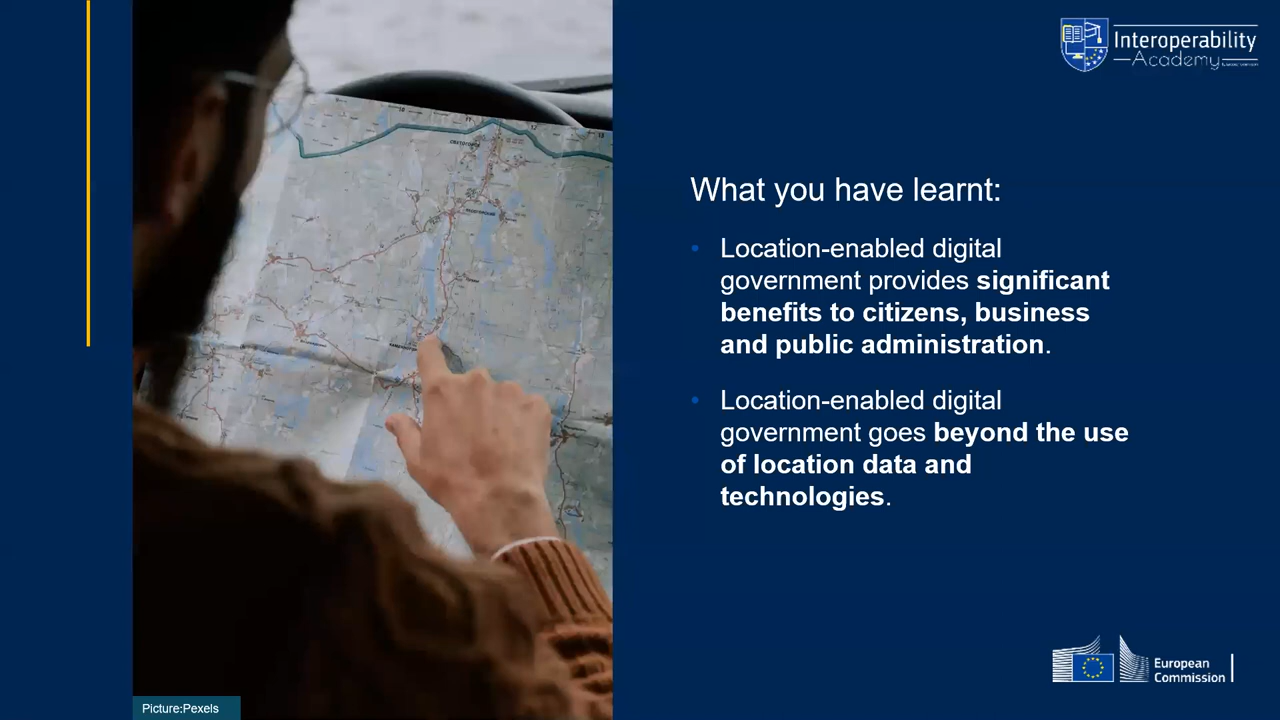 Interoperability
Academy
What you have learnt:
• Location-enabled digital
government provides significant
benefits to citizens, business
and public administration.
• Location-enabled digital
government goes beyond the use
of location data and
technologies.
European
Commission
Picture:Pexels